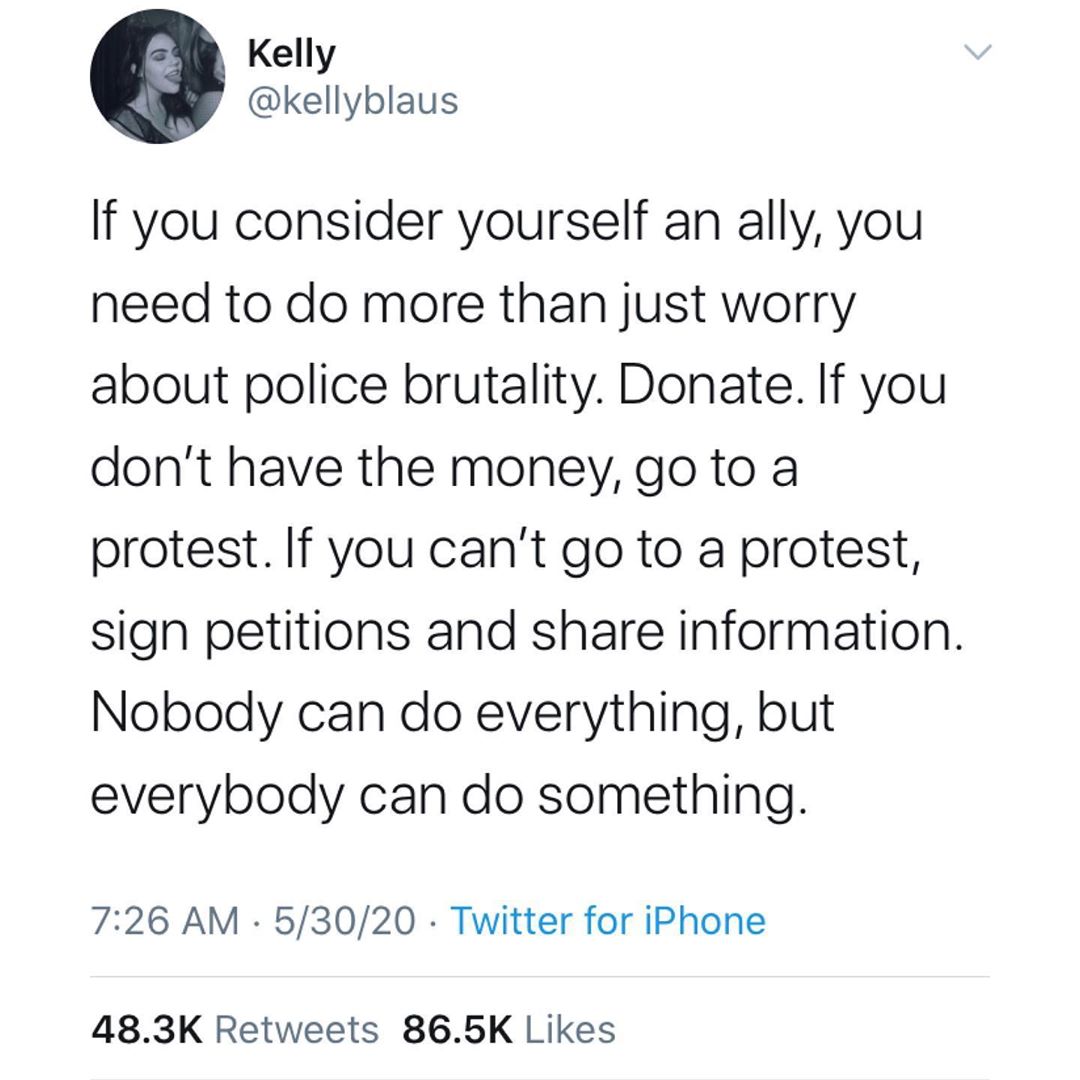 Kelly
@kellyblaus
If you consider yourself an ally, you
need to do more than just worry
about police brutality. Donate. If you
don’t have the money, go to a
protest. If you can’t go to a protest,
sign petitions and share information.
Nobody can do everything, but
everybody can do something.
7:26 AM · 5/30/20 · Twitter for iPhone
48.3K Retweets 86.5K Likes